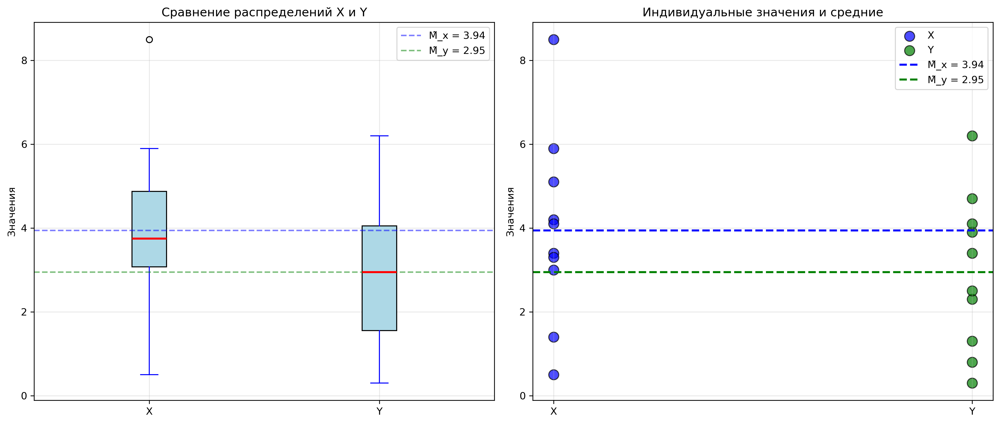 Сравнение распределений X и Y
M̃_x = 3.94
M̃_y = 2.95
Значения
8
6
4
2
0
X
Y
Индивидуальные значения и средние
X
Y
M̃_x = 3.94
M̃_y = 2.95
Значения
8
6
4
2
0
X
Y